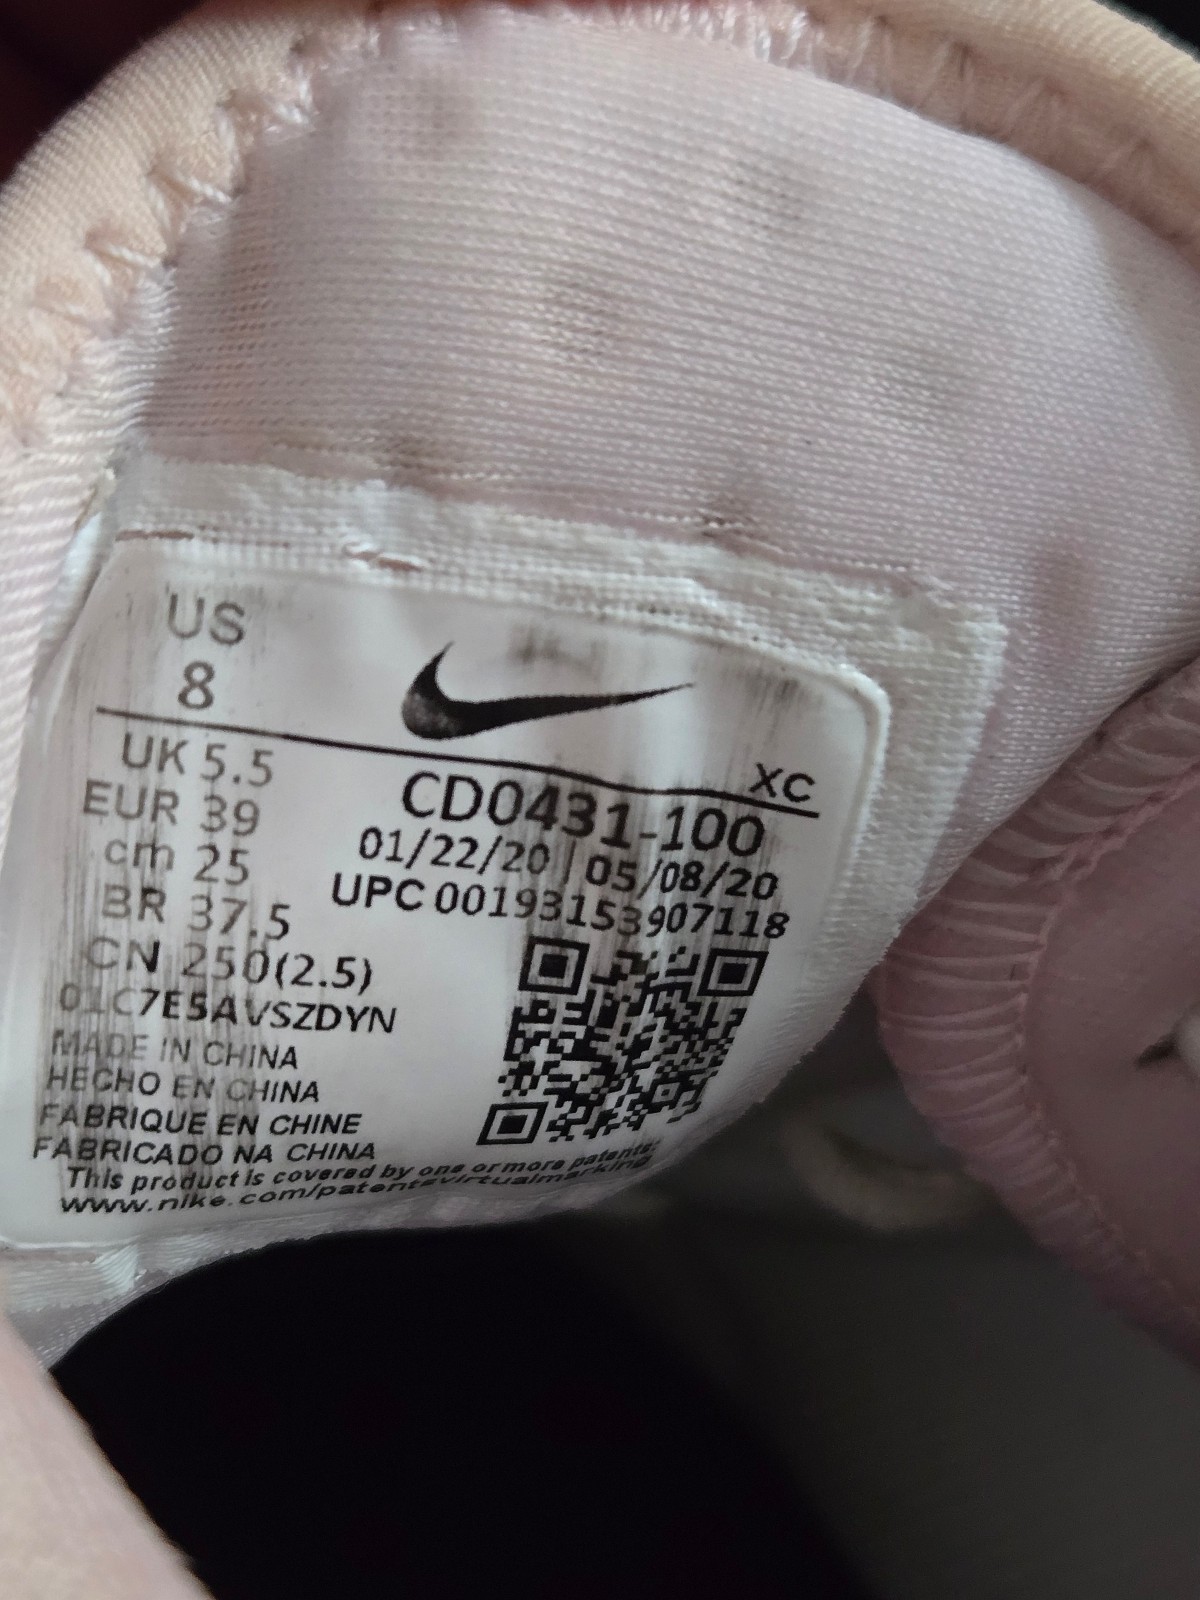 US
8
UK 5.5
EUR 39
cm 25
BR 37.5
CN 250(2.5)
01C7E5AVSZDYN
MADE IN CHINA
HECHO EN CHINA
FABRIQUE EN CHINE
FABRICADO NA CHINA
XC
CD0431-100
01/22/20 | 05/08/20
UPC 00193153907118
This product is covered by one or more patents:
www.nike.com/patentsvirtualmarking